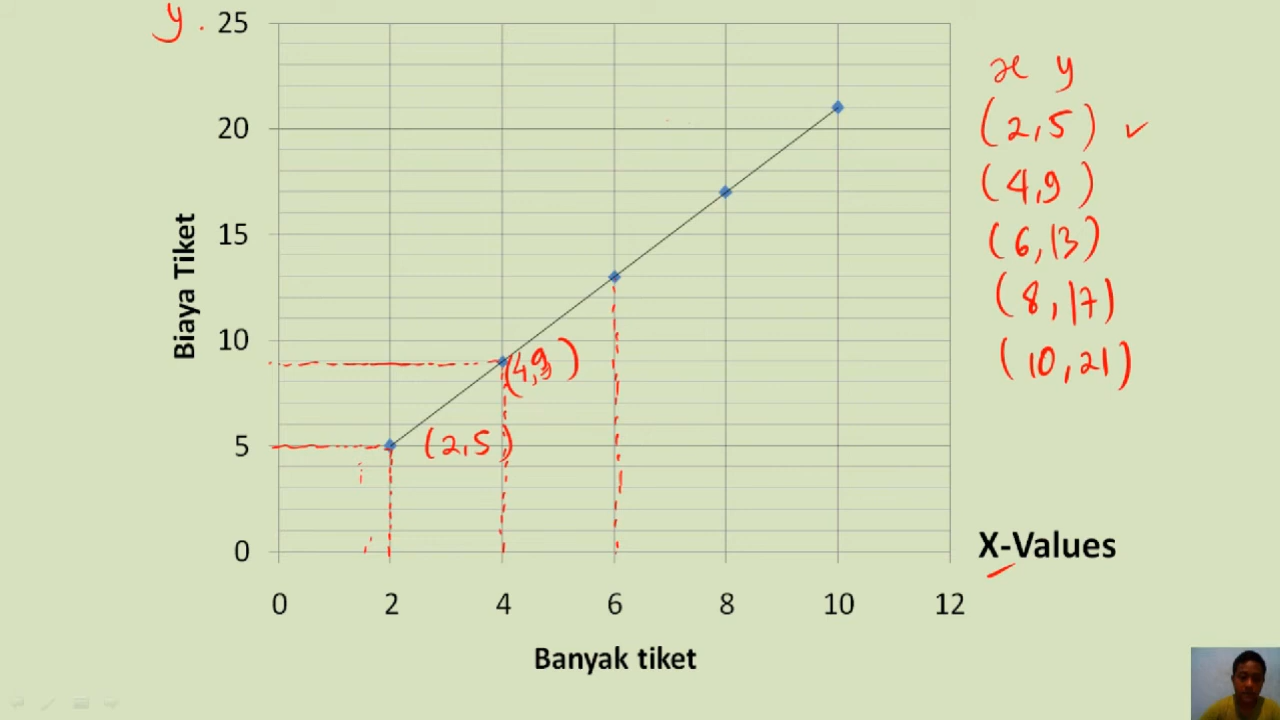 y.
25
20
15
10
5
0
Biaya Tiket
0 2 4 6 8 10 12
Banyak tiket
X-Values
(4,9)
(2,5)
x y
(2,5) ✓
(4,9)
(6,13)
(8,17)
(10,21)